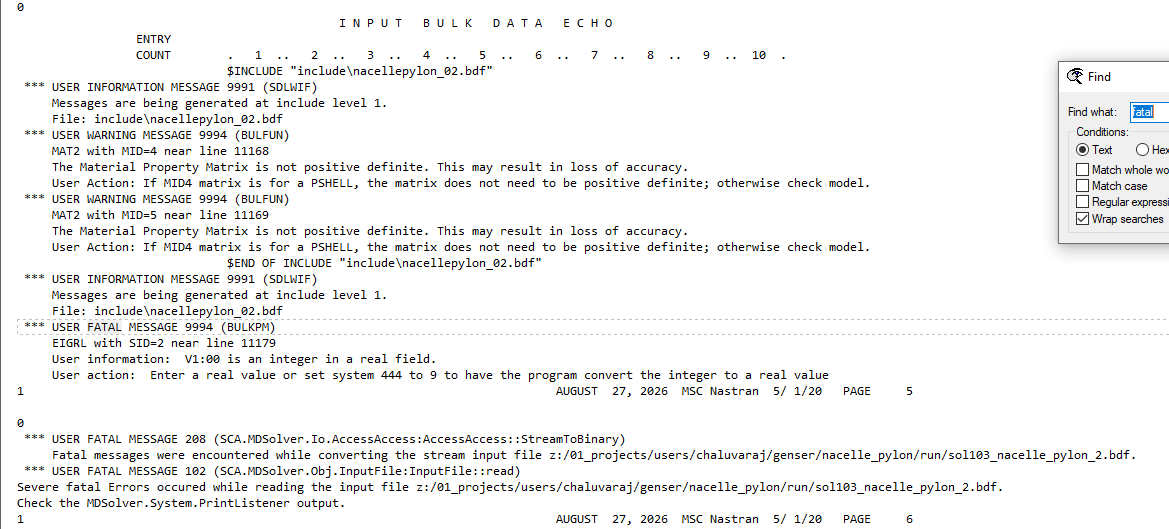 0
I N P U T   B U L K   D A T A   E C H O
ENTRY
COUNT . 1 .. 2 .. 3 .. 4 .. 5 .. 6 .. 7 .. 8 .. 9 .. 10 .
$INCLUDE "include\nacellepylon_02.bdf"
*** USER INFORMATION MESSAGE 9991 (SDLWIF)
Messages are being generated at include level 1.
File: include\nacellepylon_02.bdf
*** USER WARNING MESSAGE 9994 (BULFUN)
MAT2 with MID=4 near line 11168
The Material Property Matrix is not positive definite. This may result in loss of accuracy.
User Action: If MID4 matrix is for a PSHELL, the matrix does not need to be positive definite; otherwise check model.
*** USER WARNING MESSAGE 9994 (BULFUN)
MAT2 with MID=5 near line 11169
The Material Property Matrix is not positive definite. This may result in loss of accuracy.
User Action: If MID4 matrix is for a PSHELL, the matrix does not need to be positive definite; otherwise check model.
$END OF INCLUDE "include\nacellepylon_02.bdf"
*** USER INFORMATION MESSAGE 9991 (SDLWIF)
Messages are being generated at include level 1.
File: include\nacellepylon_02.bdf
*** USER FATAL MESSAGE 9994 (BULKPM)
EIGRL with SID=2 near line 11179
User information: V1:00 is an integer in a real field.
User action: Enter a real value or set system 444 to 9 to have the program convert the integer to a real value
1 AUGUST 27, 2026 MSC Nastran 5/ 1/20 PAGE 5
0
*** USER FATAL MESSAGE 208 (SCA.MDSolver.Io.AccessAccess:AccessAccess::StreamToBinary)
Fatal messages were encountered while converting the stream input file z:/01_projects/users/chaluvaraj/genser/nacelle_pylon/run/sol103_nacelle_pylon_2.bdf.
*** USER FATAL MESSAGE 102 (SCA.MDSolver.Obj.InputFile:InputFile::read)
Severe fatal Errors occured while reading the input file z:/01_projects/users/chaluvaraj/genser/nacelle_pylon/run/sol103_nacelle_pylon_2.bdf.
Check the MDSolver.System.PrintListener output.
1 AUGUST 27, 2026 MSC Nastran 5/ 1/20 PAGE 6
Find
Find what: fatal
Conditions:
Text Hex
Match whole wo
Match case
Regular expressi
Wrap searches